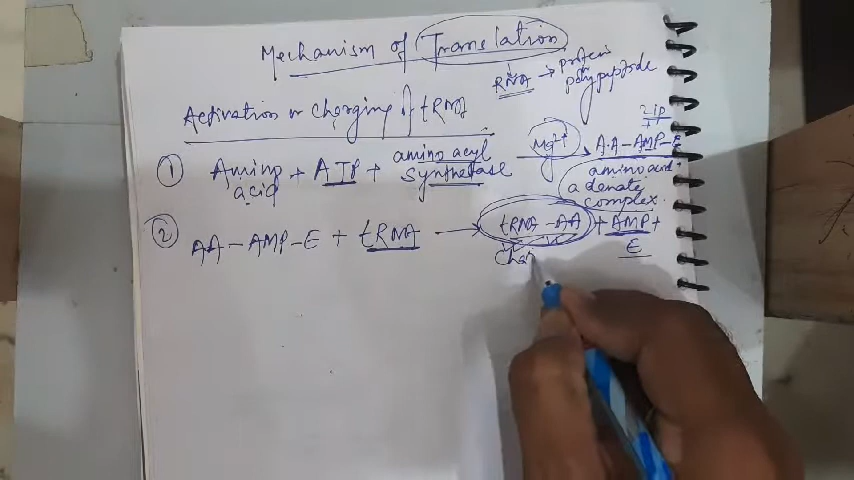 Mechanism of Translation
RNA → protein
polypeptide
Activation or charging of tRNA
① Amino acid + ATP + amino acyl synthetase Mg2+ → A.A – AMP – E
2iP
amino acid
adenate
complex.
② AA – AMP – E + tRNA → tRNA – AA + AMP + E
Char